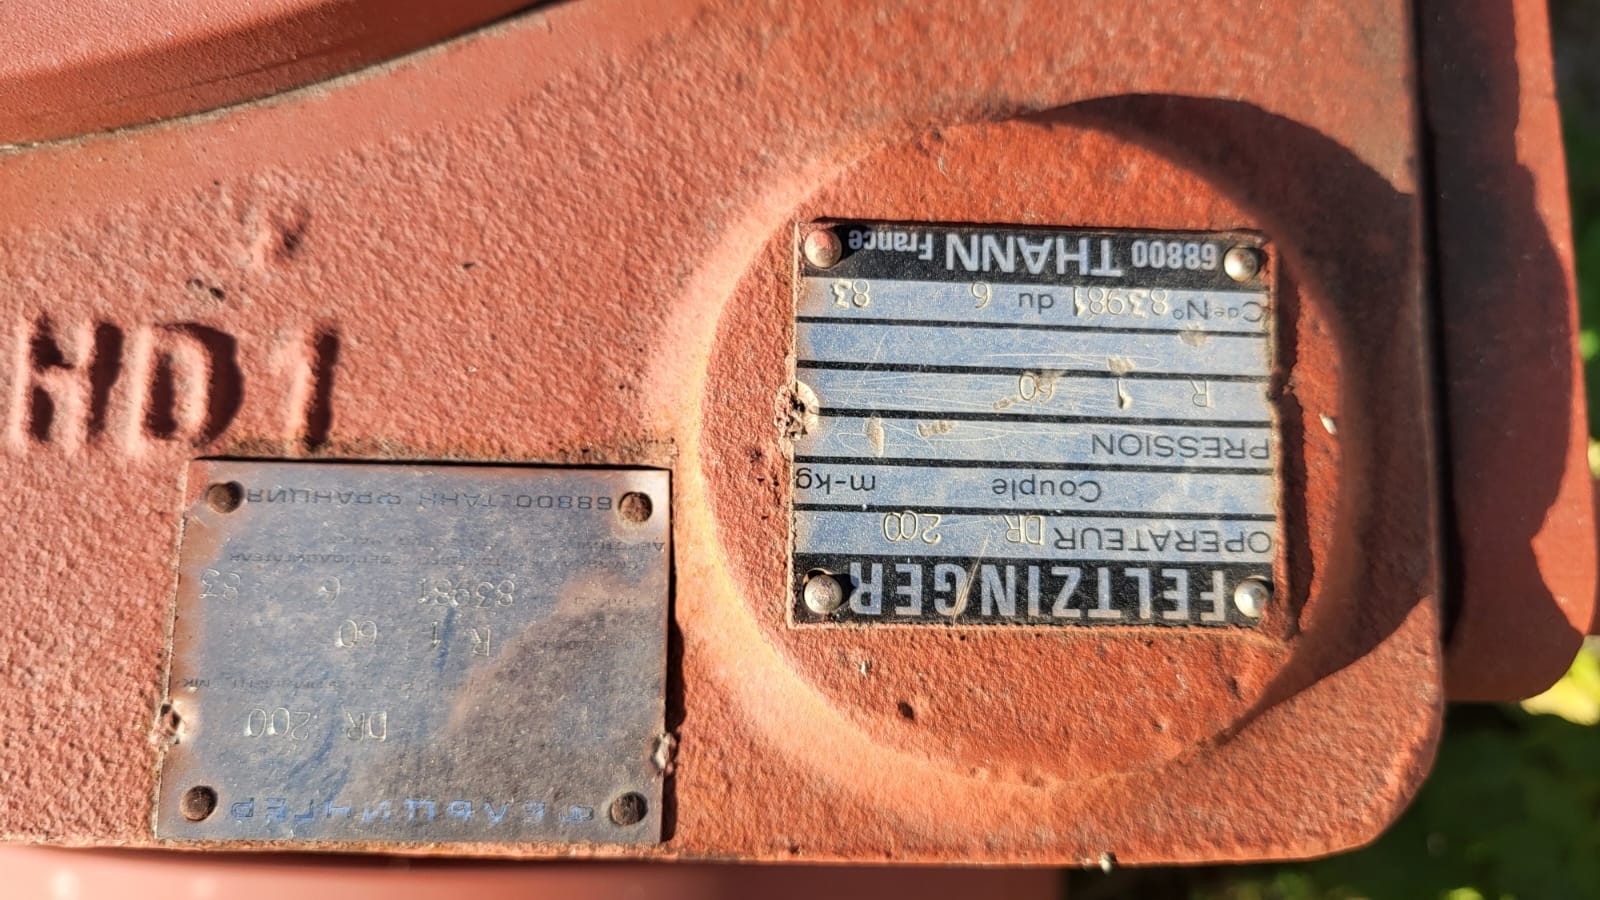 HD1
FELTZINGER
OPERATEUR DR 200
Couple m-kg
PRESSION
R 1 60
Cde N° 83981 du 6 83
68800 THANN France
ФЕЛЬЦИНГЕР
DR 200
R 1 60
83981 6 83
68800 ТАНН ФРАНЦИЯ